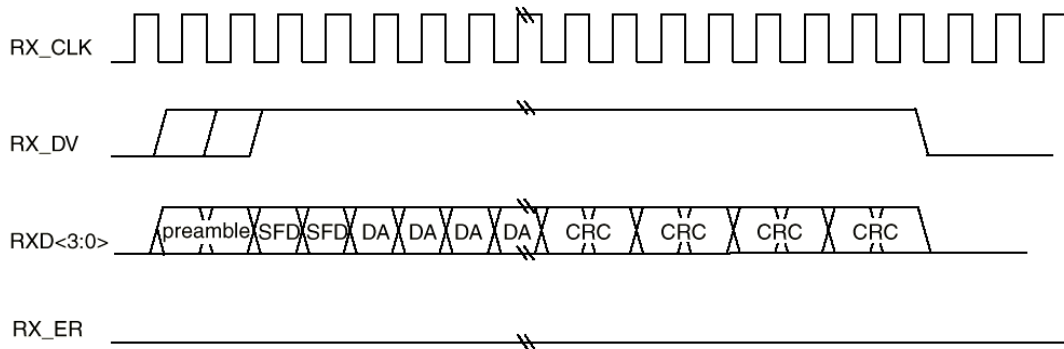 RX_CLK
RX_DV
RXD<3:0> preamble SFD SFD DA DA DA DA CRC CRC CRC CRC
RX_ER